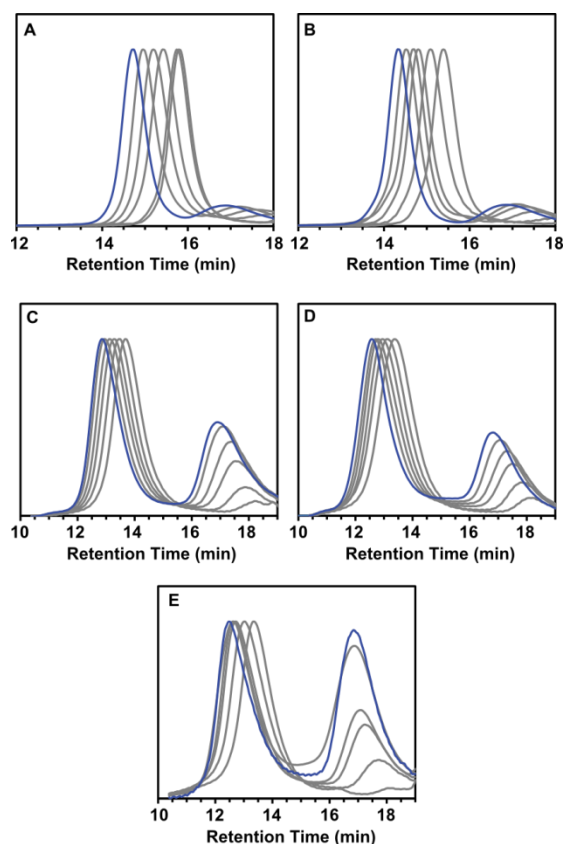 A
12 14 16 18
Retention Time (min)
B
12 14 16 18
Retention Time (min)
C
10 12 14 16 18
Retention Time (min)
D
10 12 14 16 18
Retention Time (min)
E
10 12 14 16 18
Retention Time (min)